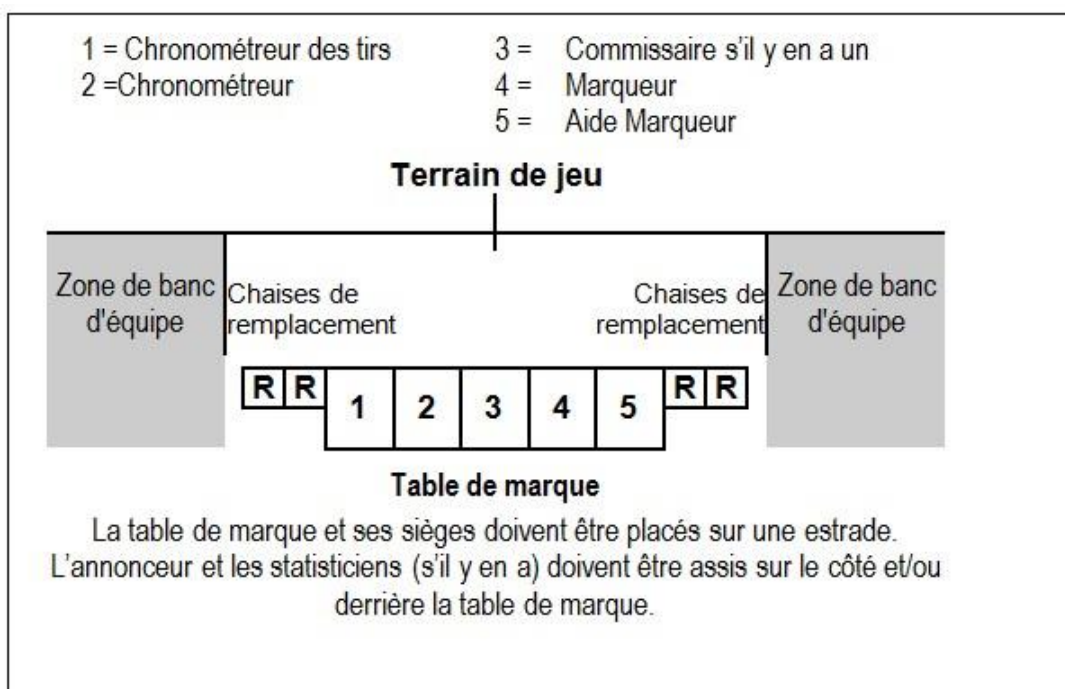 1 = Chronométreur des tirs
2 =Chronométreur
3 = Commissaire s'il y en a un
4 = Marqueur
5 = Aide Marqueur
Terrain de jeu
Zone de banc
d'équipe
Chaises de
remplacement
Chaises de
remplacement
Zone de banc
d'équipe
R R 1 2 3 4 5 R R
Table de marque
La table de marque et ses sièges doivent être placés sur une estrade.
L'annonceur et les statisticiens (s'il y en a) doivent être assis sur le côté et/ou
derrière la table de marque.